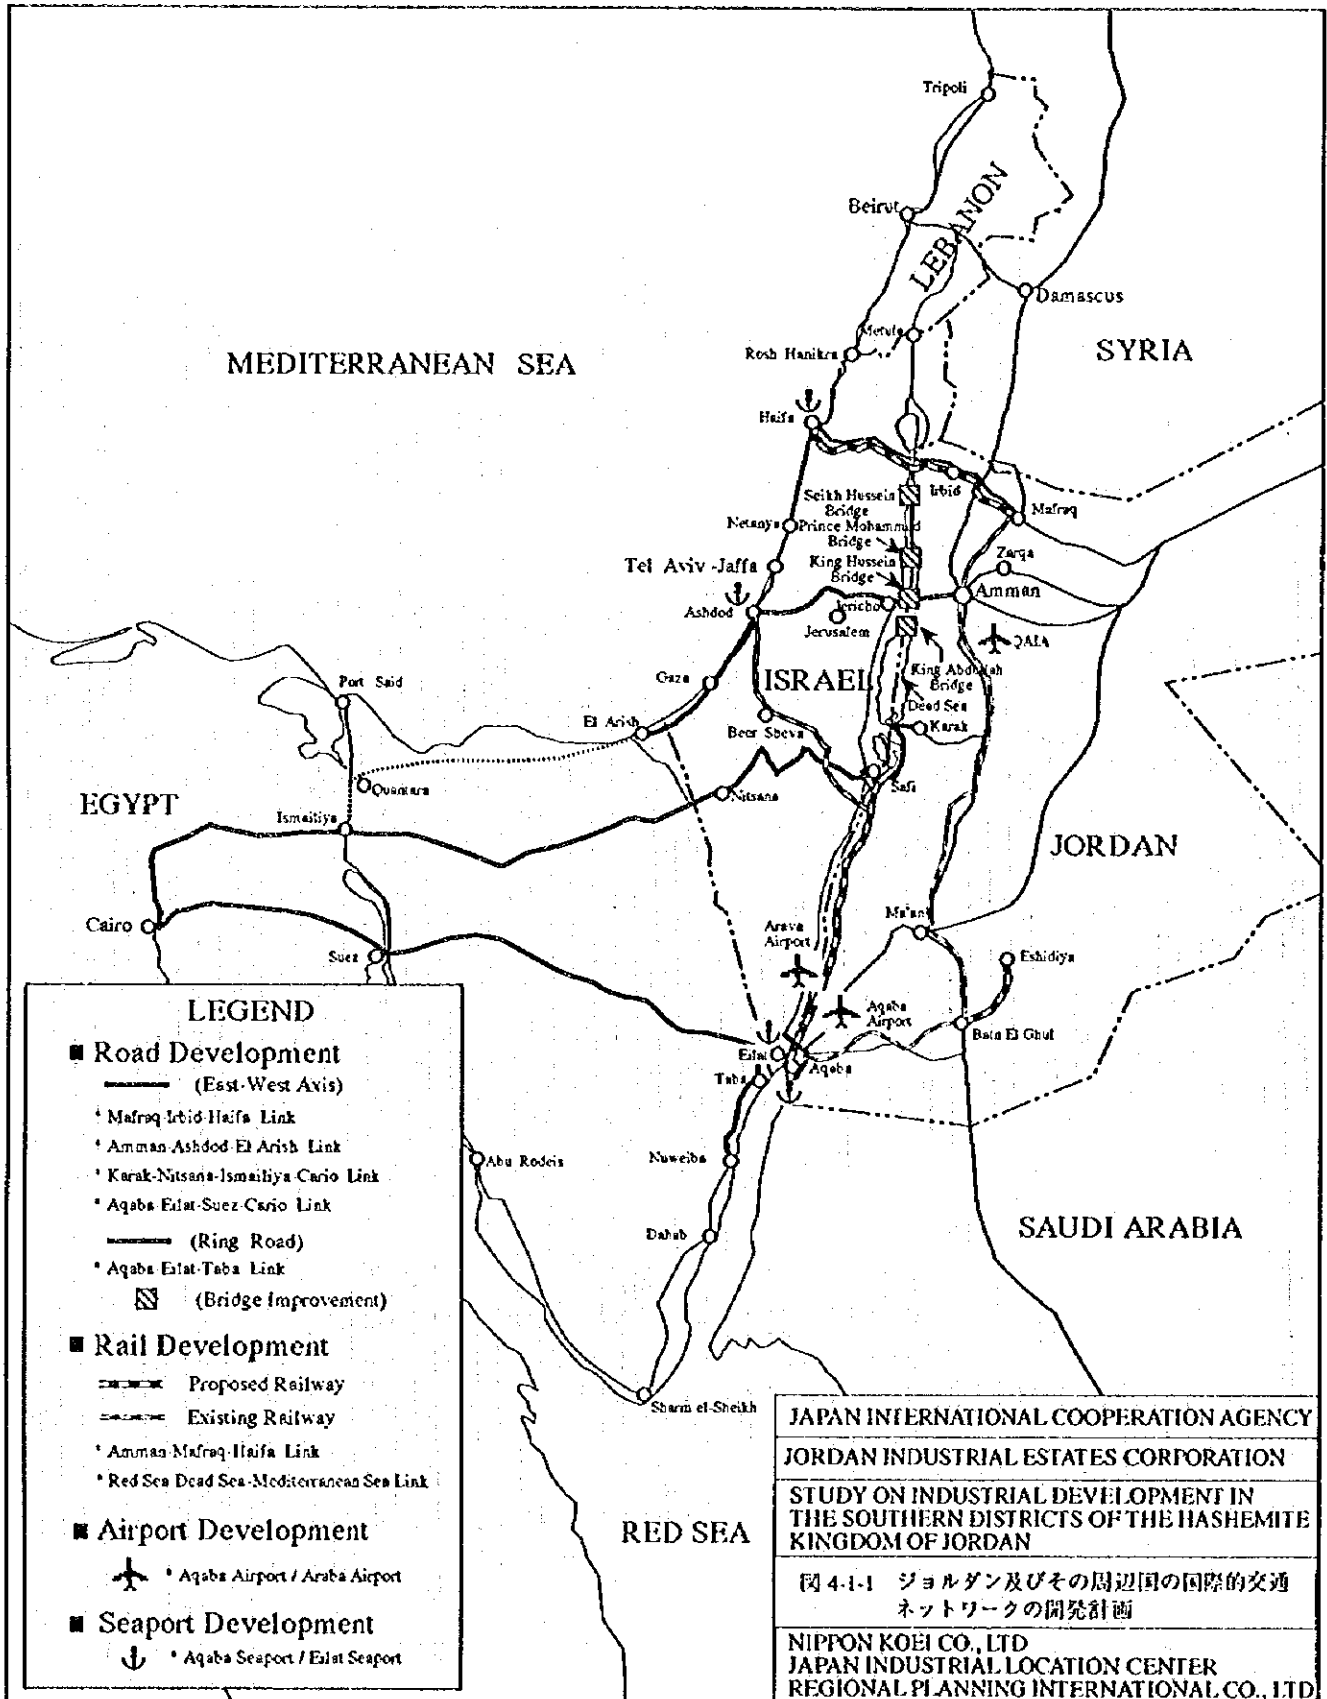 Tripoli
Beirut
LEBANON
Damascus
Metula
SYRIA
Rosh Hanikra
MEDITERRANEAN SEA
Haifa
Seikh Hussein
Bridge
Irbid
Mafraq
Netanya
Prince Mohammud
Bridge
Zarqa
Tel Aviv-Jaffa
King Hussein
Bridge
Amman
Ashdod
Jericho
Jerusalem
QAIA
Gaza
ISRAEL
King Abdullah
Bridge
Port Said
Dead Sea
El Arish
Beer Sheva
Karak
Quantara
Safi
EGYPT
Nitsana
Ismailiya
JORDAN
Cairo
Arava
Airport
Ma'an
Suez
Eshidiya
Aqaba
Airport
Batn El Ghul
Eilat
Aqaba
Taba
Abu Rodeis
Nuweiba
Dahab
SAUDI ARABIA
Sharm el-Sheikh
RED SEA
LEGEND
■ Road Development
(East-West Axis)
* Mafraq-Irbid-Haifa Link
* Amman-Ashdod-El Arish Link
* Karak-Nitsana-Ismailiya-Cario Link
* Aqaba-Eilat-Suez-Cario Link
(Ring Road)
* Aqaba-Eilat-Taba Link
(Bridge Improvement)
■ Rail Development
Proposed Railway
Existing Railway
* Amman-Mafraq-Haifa Link
* Red Sea Dead Sea-Mediterranean Sea Link
■ Airport Development
* Aqaba Airport / Araba Airport
■ Seaport Development
* Aqaba Seaport / Eilat Seaport
JAPAN INTERNATIONAL COOPERATION AGENCY
JORDAN INDUSTRIAL ESTATES CORPORATION
STUDY ON INDUSTRIAL DEVELOPMENT IN
THE SOUTHERN DISTRICTS OF THE HASHEMITE
KINGDOM OF JORDAN
図 4-1-1 ジョルダン及びその周辺国の国際的交通
ネットワークの開発計画
NIPPON KOEI CO., LTD
JAPAN INDUSTRIAL LOCATION CENTER
REGIONAL PLANNING INTERNATIONAL CO., LTD